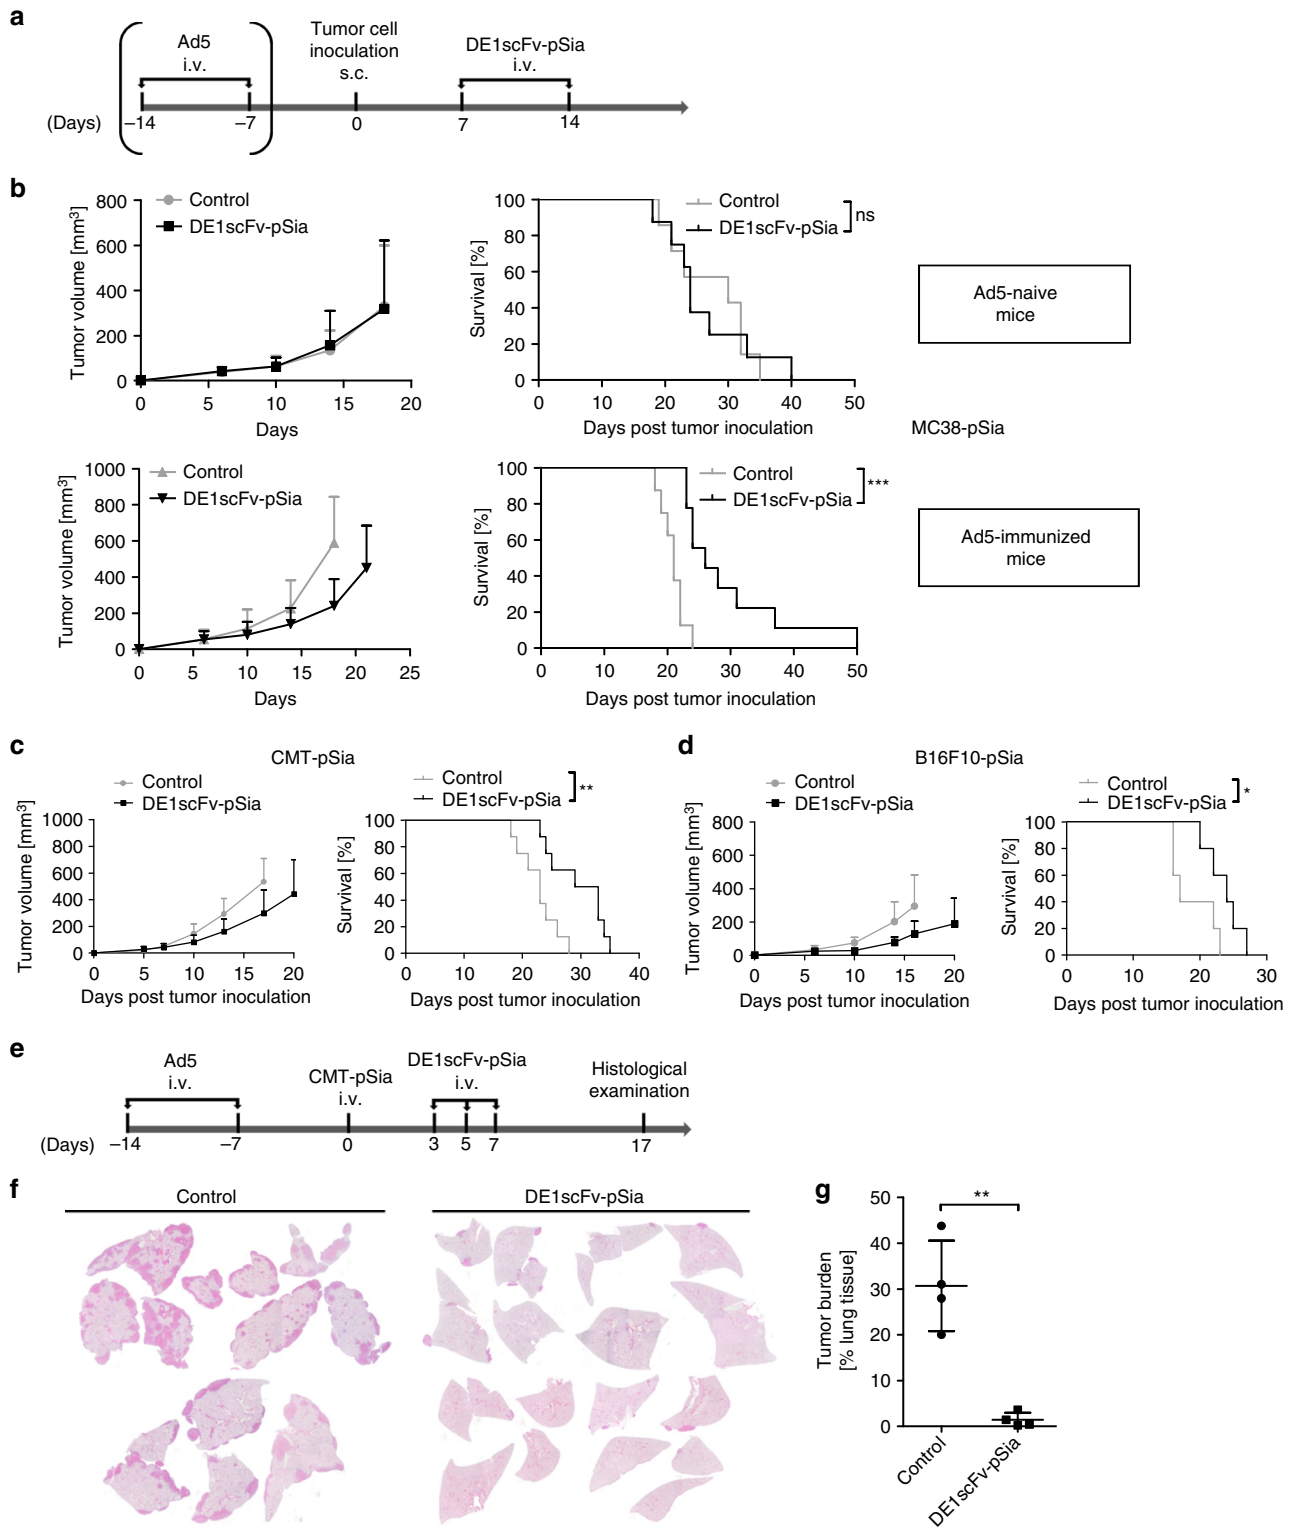 a
Ad5
i.v.
Tumor cell
inoculation
s.c.
DE1scFv-pSia
i.v.
(Days)
–14
–7
0
7
14
b
Tumor volume [mm³]
800
600
400
200
0
0
5
10
15
20
Days
Control
DE1scFv-pSia
Survival [%]
100
80
60
40
20
0
0
10
20
30
40
50
Days post tumor inoculation
Control
DE1scFv-pSia
ns
Ad5-naive
mice
MC38-pSia
Tumor volume [mm³]
1000
800
600
400
200
0
0
5
10
15
20
25
Days
Control
DE1scFv-pSia
Survival [%]
100
80
60
40
20
0
0
10
20
30
40
50
Days post tumor inoculation
Control
DE1scFv-pSia
***
Ad5-immunized
mice
c
CMT-pSia
Control
DE1scFv-pSia
Tumor volume [mm³]
1000
800
600
400
200
0
0
5
10
15
20
Days post tumor inoculation
Control
DE1scFv-pSia
**
Survival [%]
100
80
60
40
20
0
0
10
20
30
40
Days post tumor inoculation
d
B16F10-pSia
Control
DE1scFv-pSia
Tumor volume [mm³]
800
600
400
200
0
0
5
10
15
20
Days post tumor inoculation
Control
DE1scFv-pSia
*
Survival [%]
100
80
60
40
20
0
0
10
20
30
Days post tumor inoculation
e
Ad5
i.v.
CMT-pSia
i.v.
DE1scFv-pSia
i.v.
Histological
examination
(Days)
–14
–7
0
3
5
7
17
f
Control
DE1scFv-pSia
g
Tumor burden
[% lung tissue]
50
40
30
20
10
0
**
Control
DE1scFv-pSia